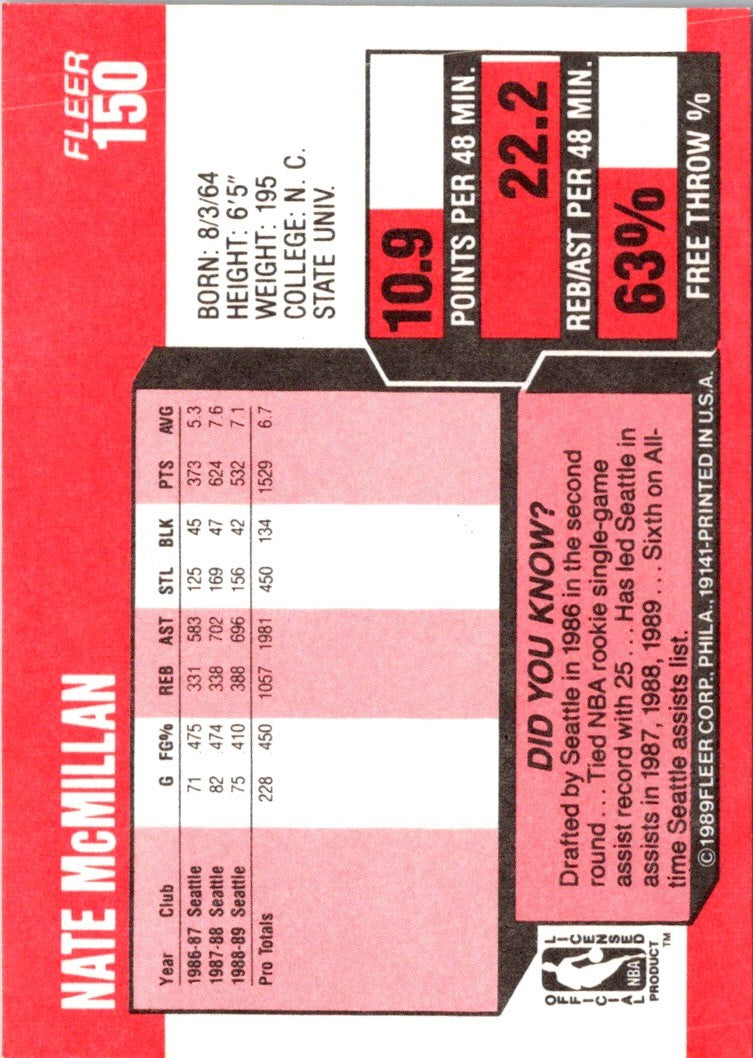 FLEER
150
NATE McMILLAN
BORN: 8/3/64
HEIGHT: 6'5"
WEIGHT: 195
COLLEGE: N. C.
STATE UNIV.
Year Club G FG% REB AST STL BLK PTS AVG
1986-87 Seattle 71 .475 331 583 125 45 373 5.3
1987-88 Seattle 82 .474 338 702 169 47 624 7.6
1988-89 Seattle 75 .410 388 696 156 42 532 7.1
Pro Totals 228 .450 1057 1981 450 134 1529 6.7
10.9
POINTS PER 48 MIN.
22.2
REB/AST PER 48 MIN.
63%
FREE THROW %
DID YOU KNOW?
Drafted by Seattle in 1986 in the second
round . . . Tied NBA rookie single-game
assist record with 25 . . . Has led Seattle in
assists in 1987, 1988, 1989 . . . Sixth on All-
time Seattle assists list.
OFFICIAL LICENSED
NBA
PRODUCT™
©1989FLEER CORP., PHILA., 19141-PRINTED IN U.S.A.